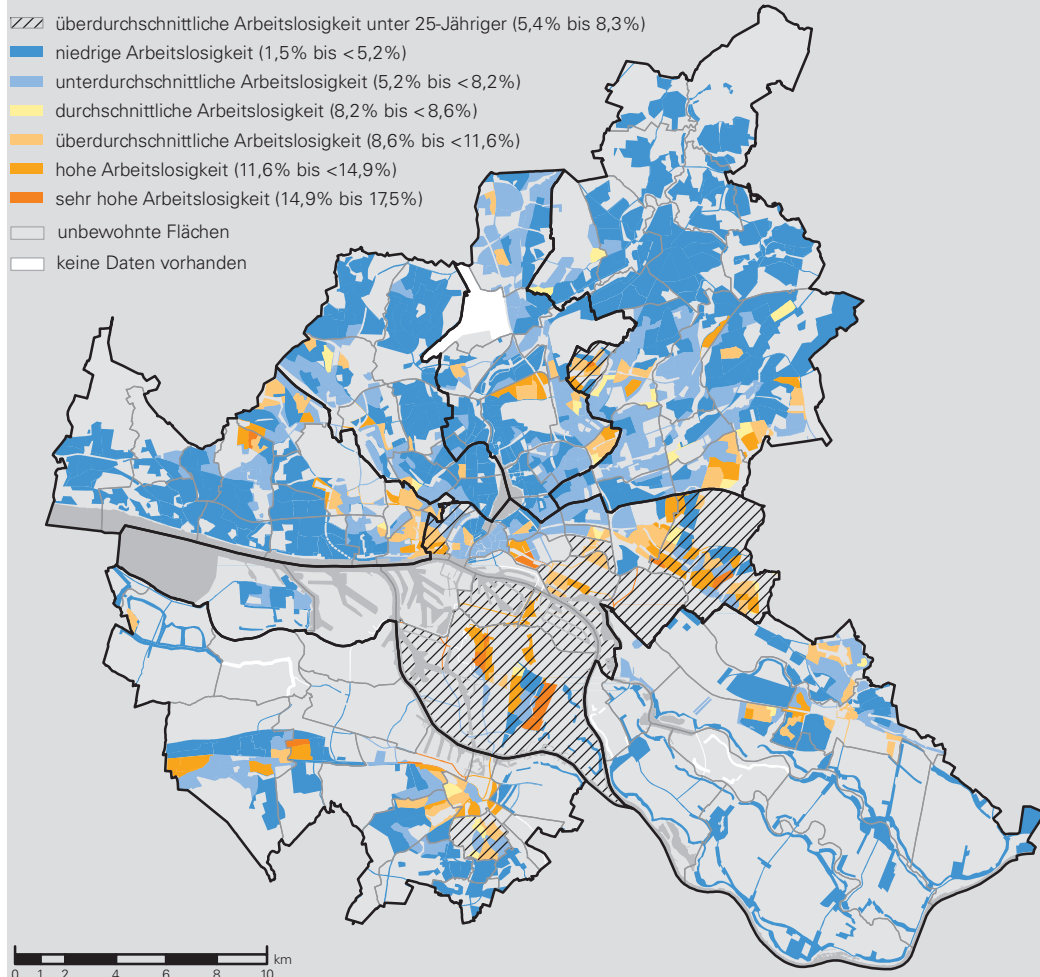 überdurchschnittliche Arbeitslosigkeit unter 25-Jähriger (5,4% bis 8,3%)
niedrige Arbeitslosigkeit (1,5% bis <5,2%)
unterdurchschnittliche Arbeitslosigkeit (5,2% bis <8,2%)
durchschnittliche Arbeitslosigkeit (8,2% bis <8,6%)
überdurchschnittliche Arbeitslosigkeit (8,6% bis <11,6%)
hohe Arbeitslosigkeit (11,6% bis <14,9%)
sehr hohe Arbeitslosigkeit (14,9% bis 17,5%)
unbewohnte Flächen
keine Daten vorhanden
km
0 1 2 4 6 8 10